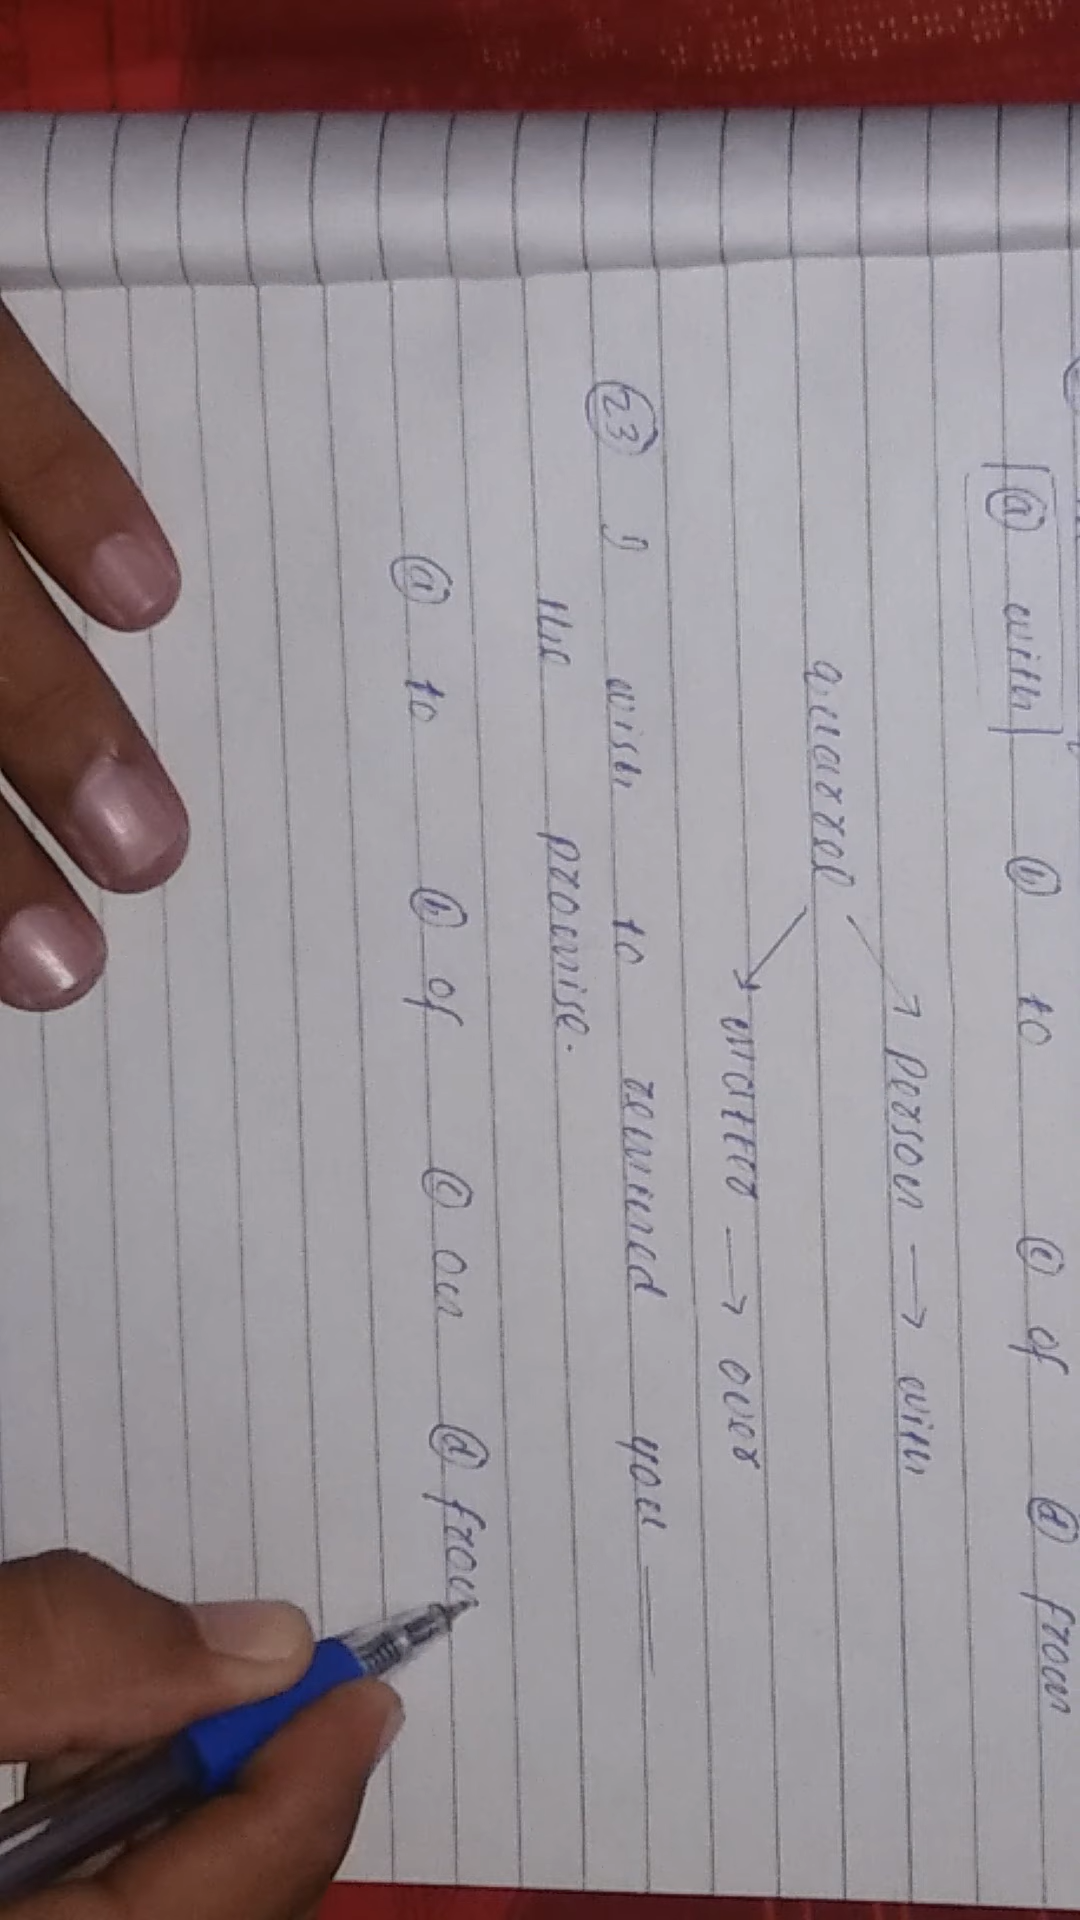 (a) with (b) to (c) of (d) from
person → with
quarrel
matter → over
(23) I wish to remind you ___
the promise.
(a) to (b) of (c) on (d) from